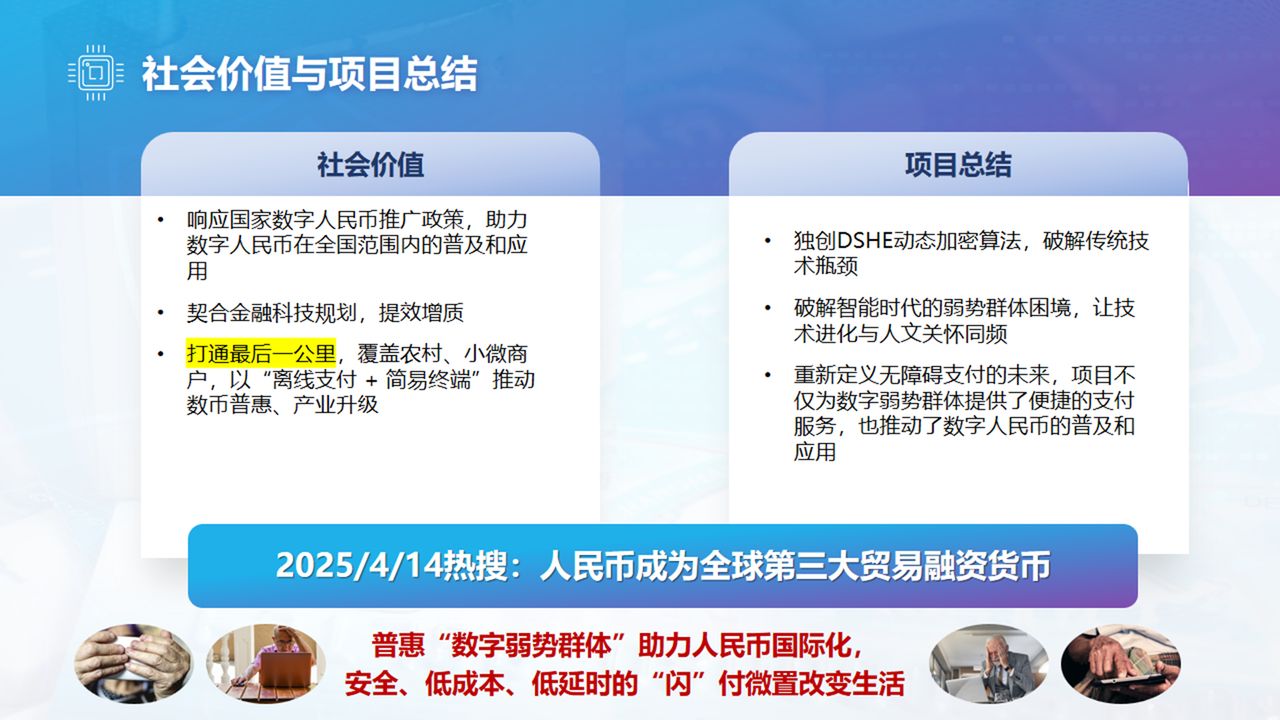 社会价值与项目总结
社会价值
响应国家数字人民币推广政策，助力
数字人民币在全国范围内的普及和应
用
契合金融科技规划，提效增质
打通最后一公里，覆盖农村、小微商
户，以“离线支付 + 简易终端”推动
数币普惠、产业升级
项目总结
独创DSHE动态加密算法，破解传统技
术瓶颈
破解智能时代的弱势群体困境，让技
术进化与人文关怀同频
重新定义无障碍支付的未来，项目不
仅为数字弱势群体提供了便捷的支付
服务，也推动了数字人民币的普及和
应用
2025/4/14热搜：人民币成为全球第三大贸易融资货币
普惠“数字弱势群体”助力人民币国际化，
安全、低成本、低延时的“闪”付微置改变生活